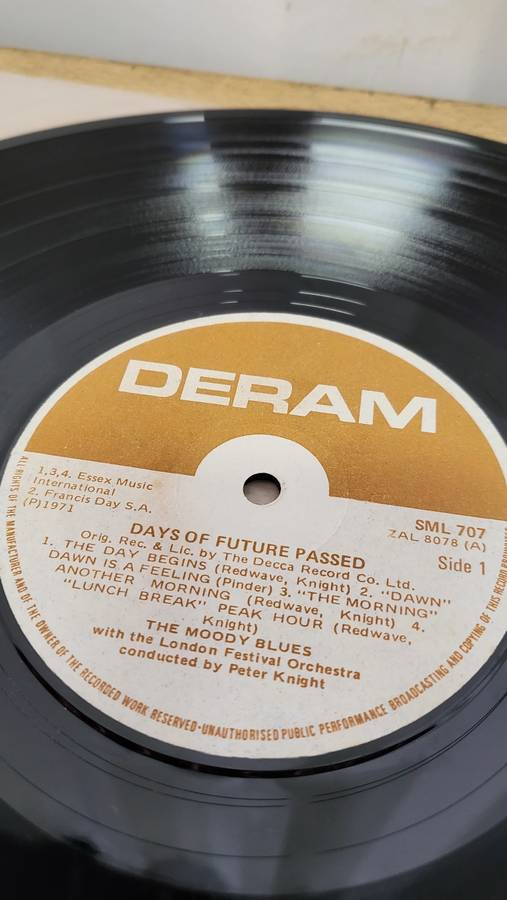 DERAM
1,3,4. Essex Music
International
2. Francis Day S.A.
(P)1971
SML 707
ZAL 8078 (A)
Side 1
DAYS OF FUTURE PASSED
Orig. Rec. & Lic. by The Decca Record Co. Ltd.
1. THE DAY BEGINS (Redwave, Knight) 2. "DAWN"
DAWN IS A FEELING (Pinder) 3. "THE MORNING"
ANOTHER MORNING (Redwave, Knight) 4.
"LUNCH BREAK" PEAK HOUR (Redwave,
Knight)
THE MOODY BLUES
with the London Festival Orchestra
conducted by Peter Knight
ALL RIGHTS OF THE MANUFACTURER AND OF THE OWNER OF THE RECORDED WORK RESERVED·UNAUTHORISED PUBLIC PERFORMANCE BROADCASTING AND COPYING OF THIS RECORD